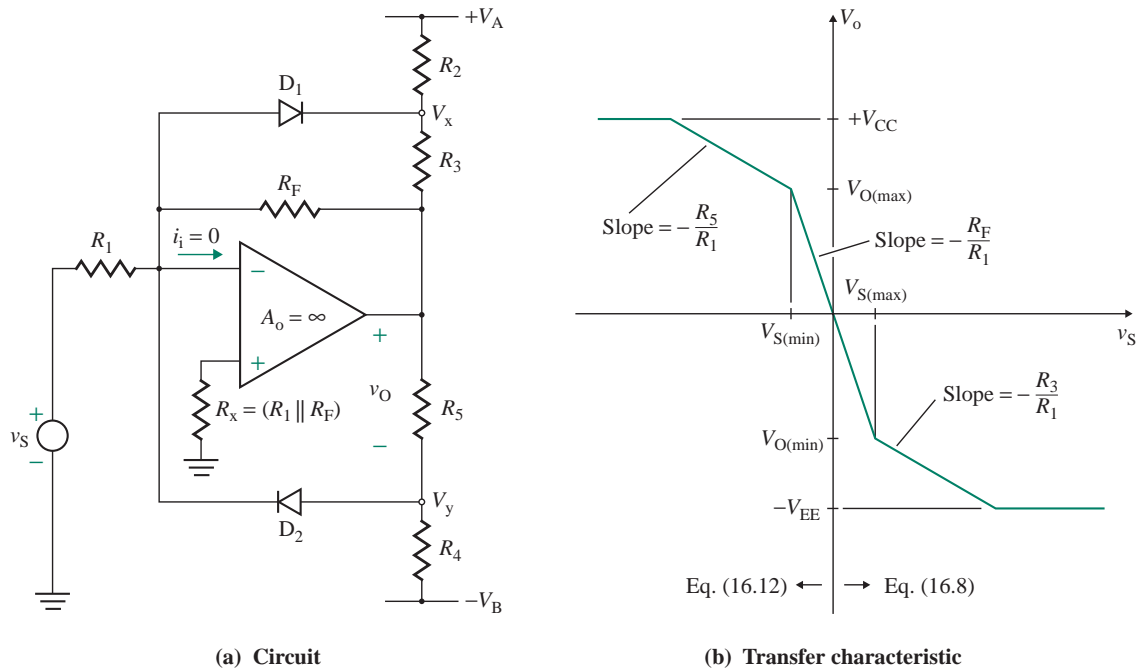 +V_A
R_2
D_1
V_x
R_3
R_F
R_1
i_i = 0
−
A_o = ∞
+
+
v_O
−
R_x = (R_1 || R_F)
R_5
+
v_S
−
V_y
D_2
R_4
−V_B
(a) Circuit
V_o
+V_CC
V_O(max)
Slope = − R_5/R_1
Slope = − R_F/R_1
V_S(max)
V_S(min)
v_S
Slope = − R_3/R_1
V_O(min)
−V_EE
Eq. (16.12)
Eq. (16.8)
(b) Transfer characteristic